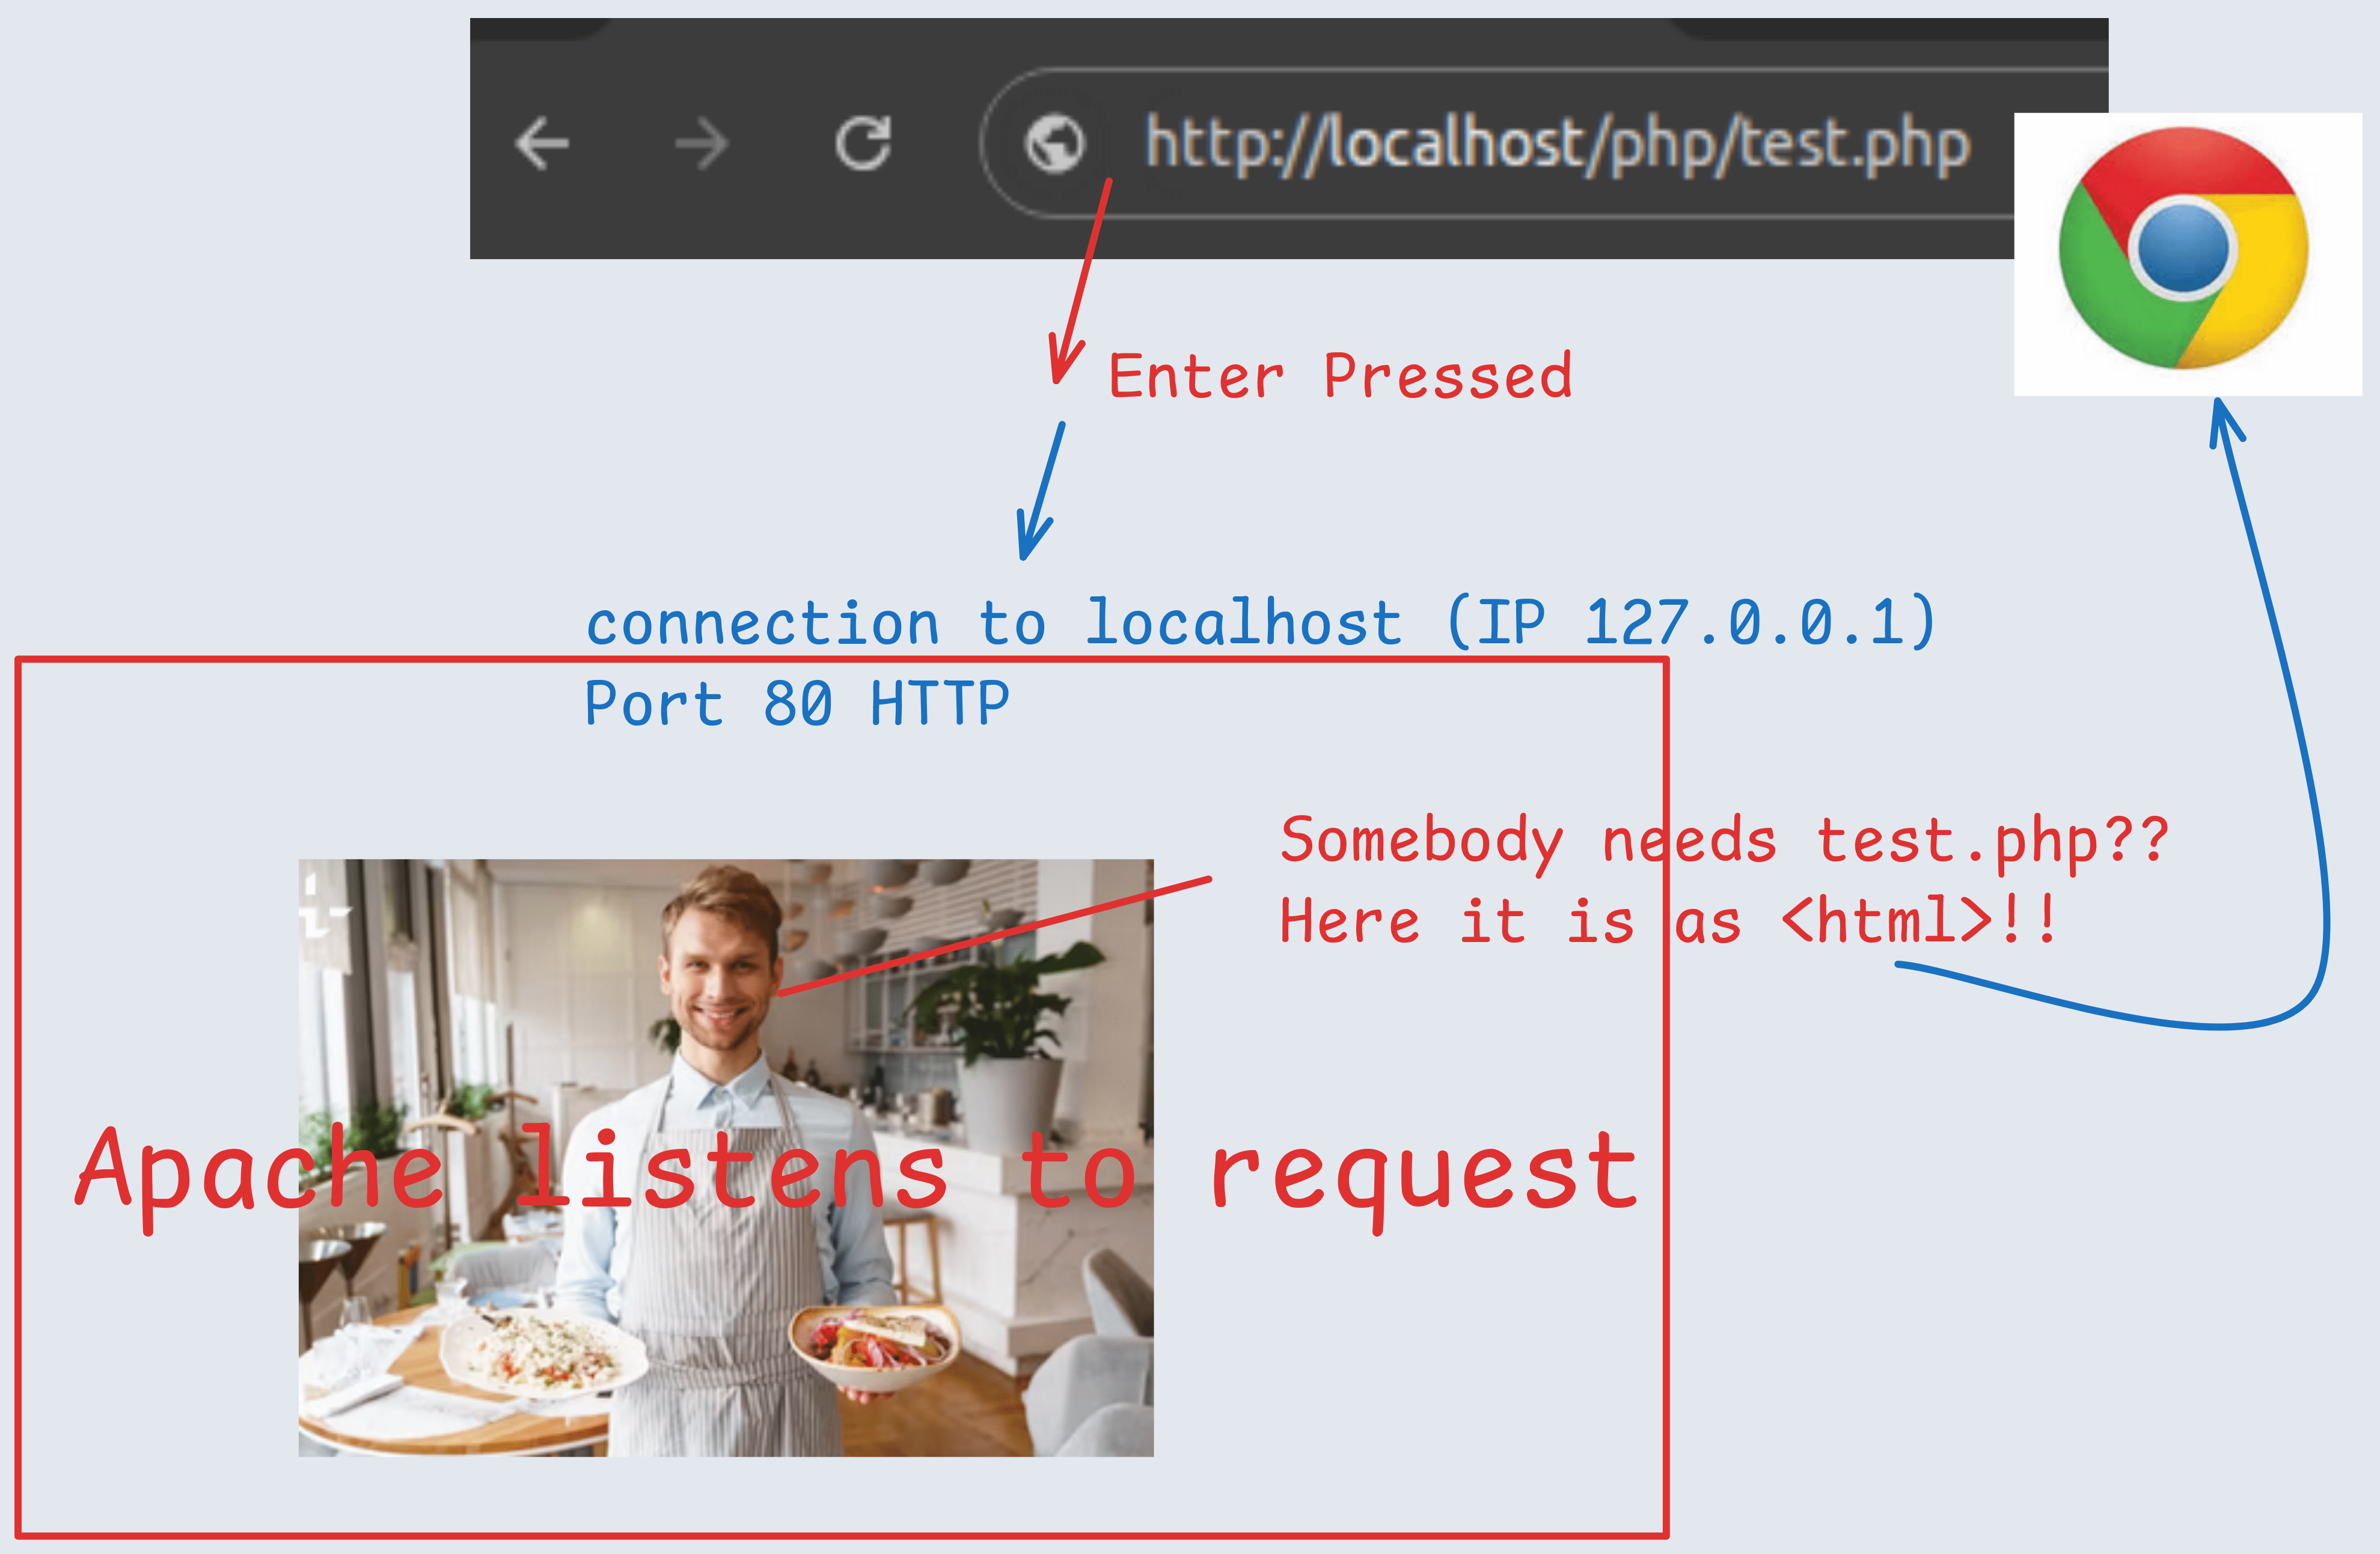 http://localhost/php/test.php
Enter Pressed
connection to localhost (IP 127.0.0.1)
Port 80 HTTP
Somebody needs test.php??
Here it is as <html>!!
Apache listens to request